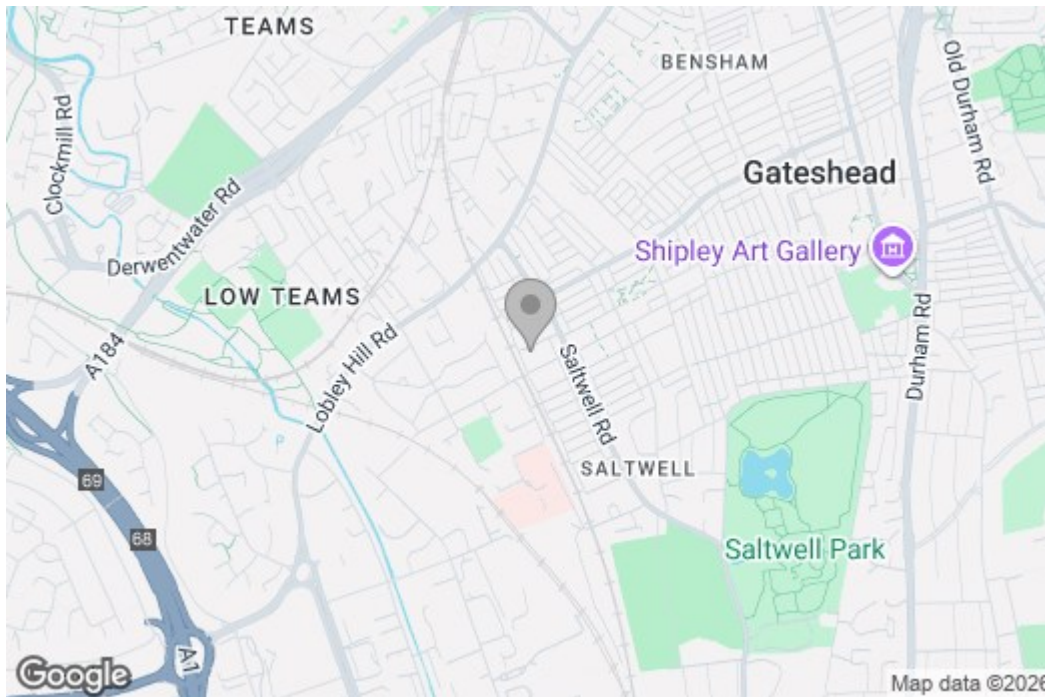 TEAMS
BENSHAM
Old Durham Rd
Clockmill Rd
Gateshead
Derwentwater Rd
Shipley Art Gallery
LOW TEAMS
A184
Lobley Hill Rd
Saltwell Rd
Durham Rd
SALTWELL
69
68
Saltwell Park
A1
Google
Map data ©2026